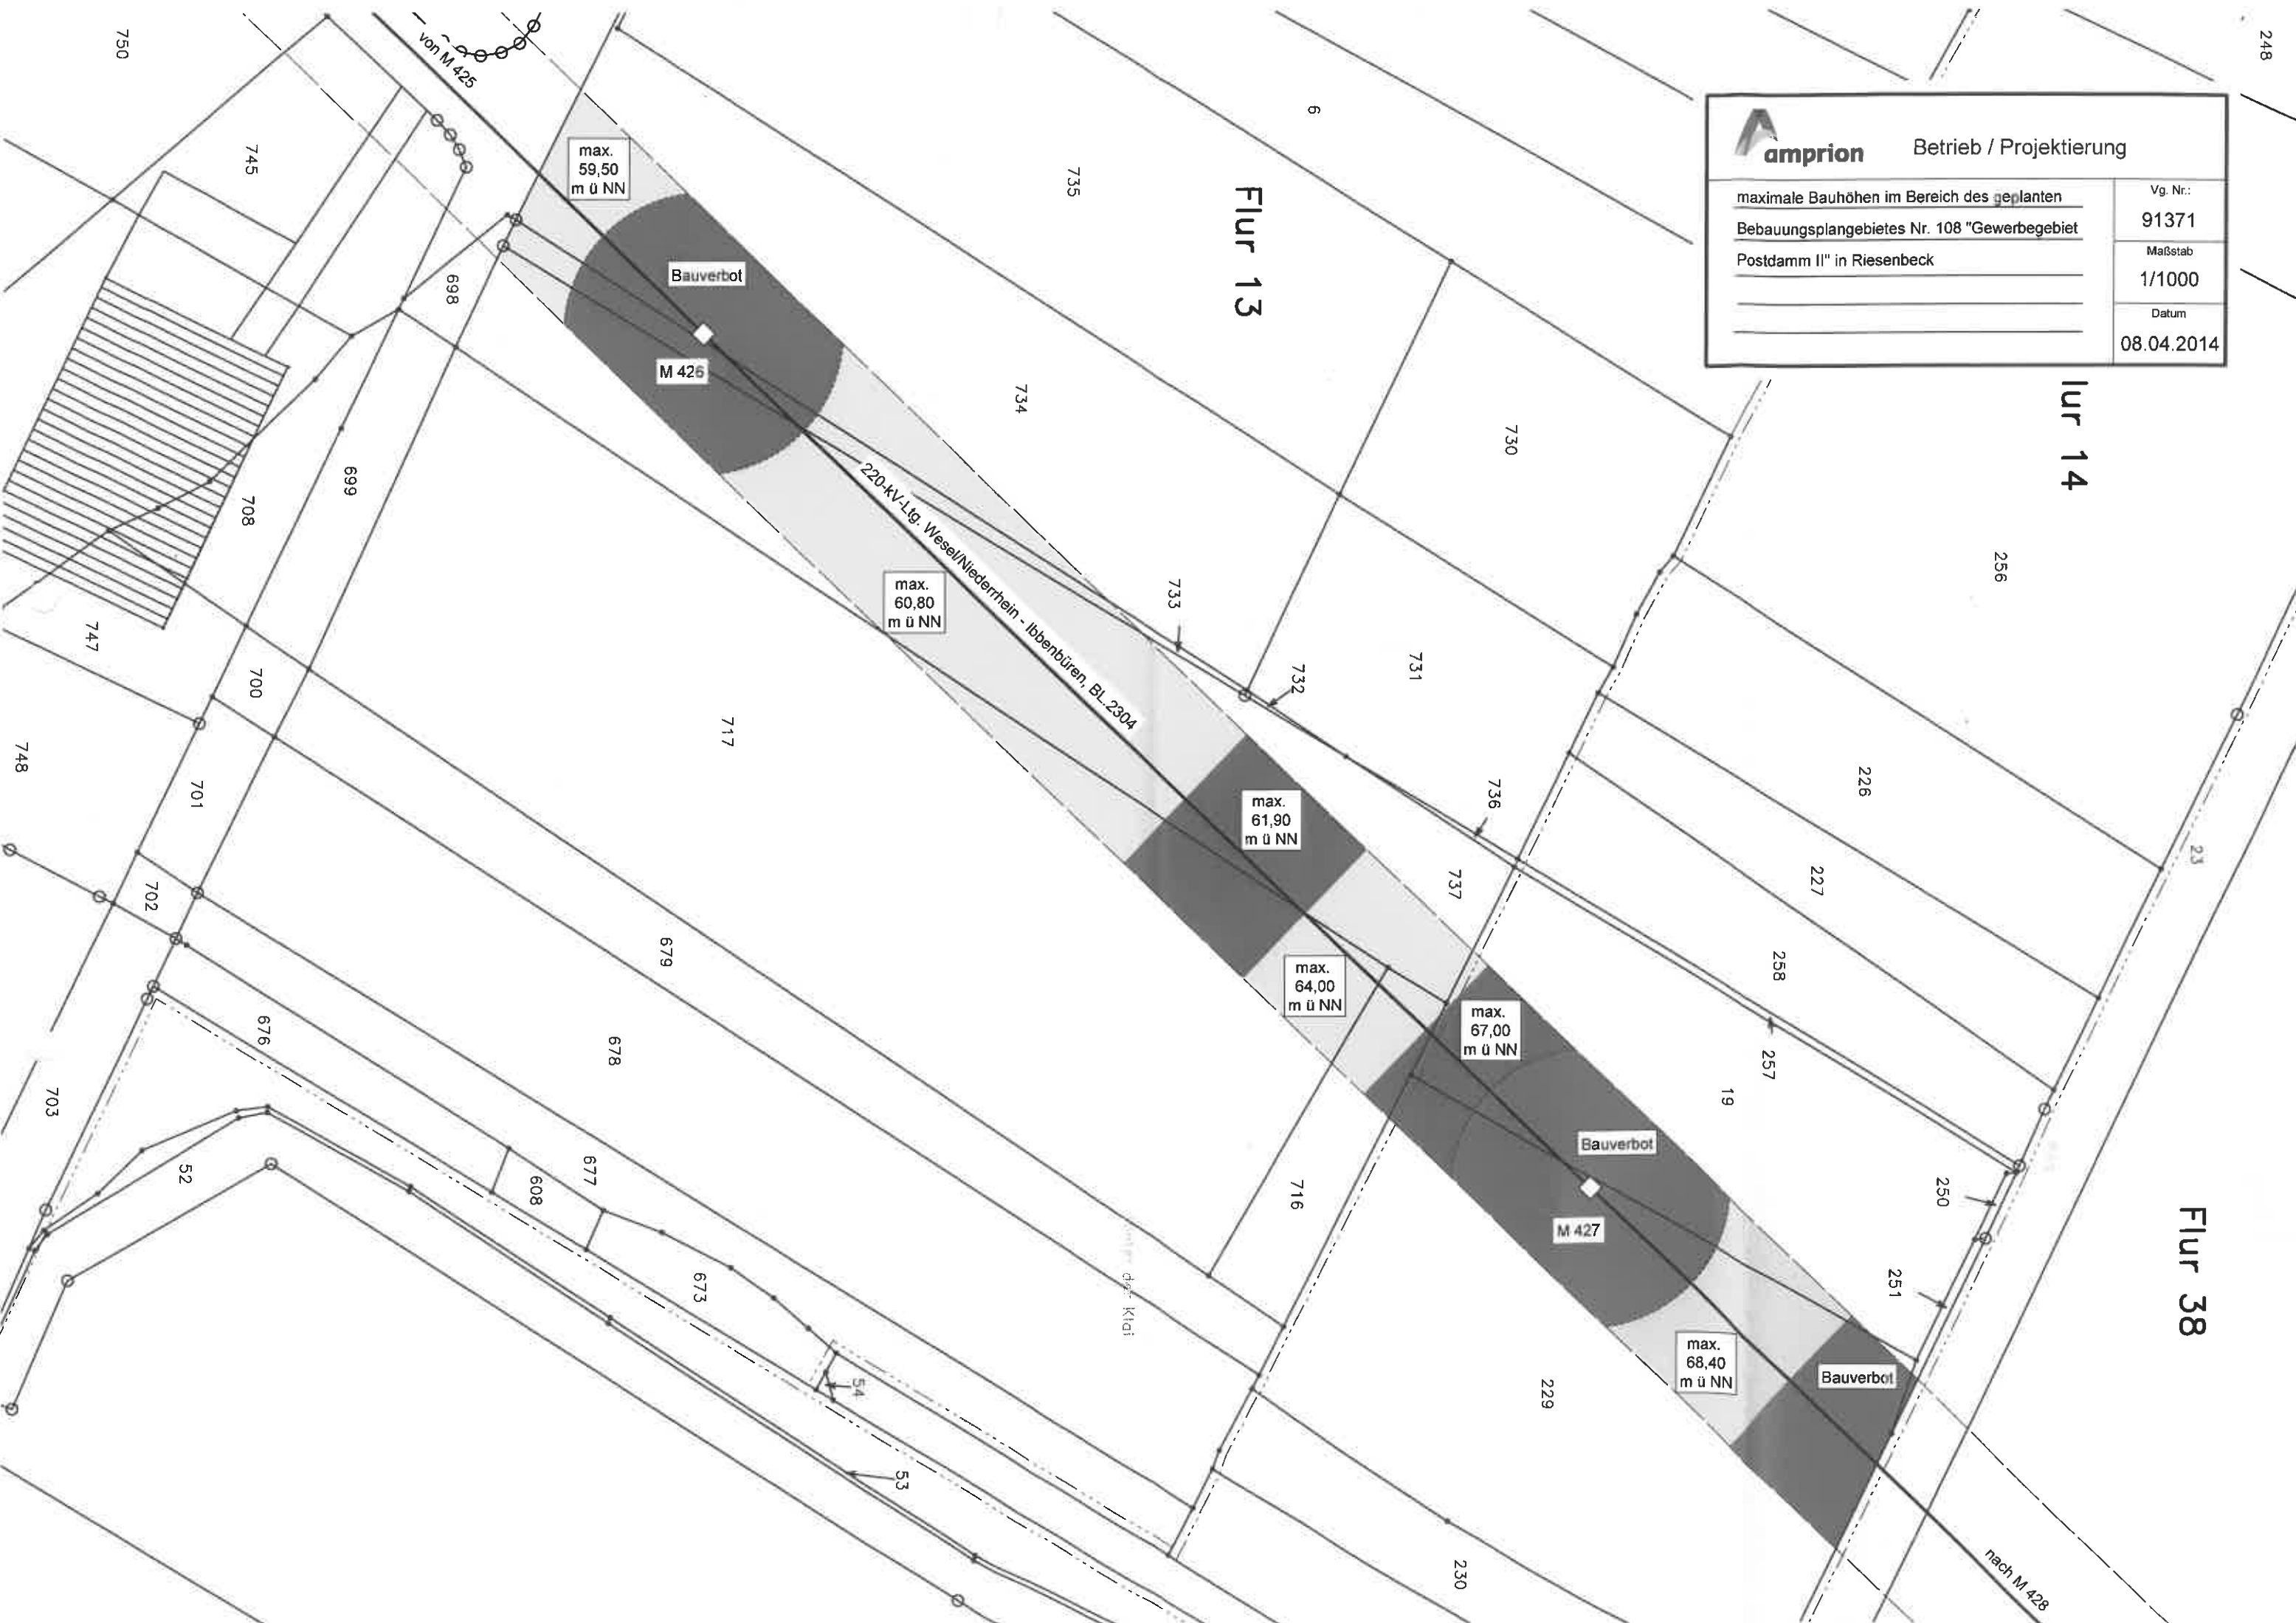 amprion
Betrieb / Projektierung
maximale Bauhöhen im Bereich des geplanten
Bebauungsplangebietes Nr. 108 "Gewerbegebiet
Postdamm II" in Riesenbeck
Vg. Nr.:
91371
Maßstab
1/1000
Datum
08.04.2014
248
750
von M 425
6
745
max.
59,50
m ü NN
735
Flur 13
lur 14
Bauverbot
698
M 426
734
730
699
708
220-kV-Ltg. Wesel/Niederrhein - Ibbenbüren, BL.2304
256
max.
60,80
m ü NN
733
747
700
732
731
717
748
701
736
226
max.
61,90
m ü NN
23
702
737
227
679
258
max.
64,00
m ü NN
max.
67,00
m ü NN
676
678
257
703
19
Bauverbot
52
677
608
716
250
M 427
Flur 38
673
der Klai
251
max.
68,40
m ü NN
Bauverbot
54
229
53
230
nach M 428